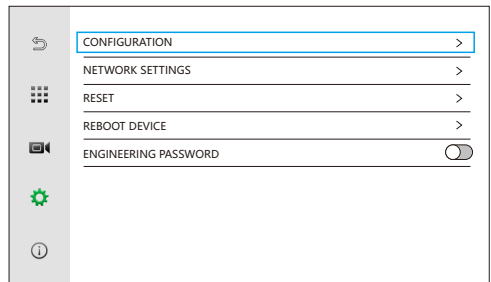 CONFIGURATION
NETWORK SETTINGS
RESET
REBOOT DEVICE
ENGINEERING PASSWORD